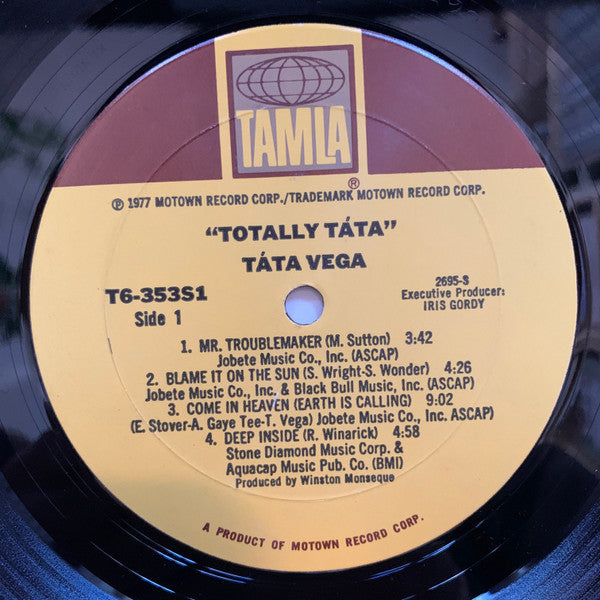 TAMLA
®
℗ 1977 MOTOWN RECORD CORP./TRADEMARK MOTOWN RECORD CORP.
"TOTALLY TÁTA"
TÁTA VEGA
T6-353S1
Side 1
2695-S
Executive Producer:
IRIS GORDY
1. MR. TROUBLEMAKER (M. Sutton) 3:42
Jobete Music Co., Inc. (ASCAP)
2. BLAME IT ON THE SUN (S. Wright-S. Wonder) 4:26
Jobete Music Co., Inc. & Black Bull Music, Inc. (ASCAP)
3. COME IN HEAVEN (EARTH IS CALLING) 9:02
(E. Stover-A. Gaye Tee-T. Vega) Jobete Music Co., Inc. ASCAP)
4. DEEP INSIDE (R. Winarick) 4:58
Stone Diamond Music Corp. &
Aquacap Music Pub. Co. (BMI)
Produced by Winston Monseque
A PRODUCT OF MOTOWN RECORD CORP.